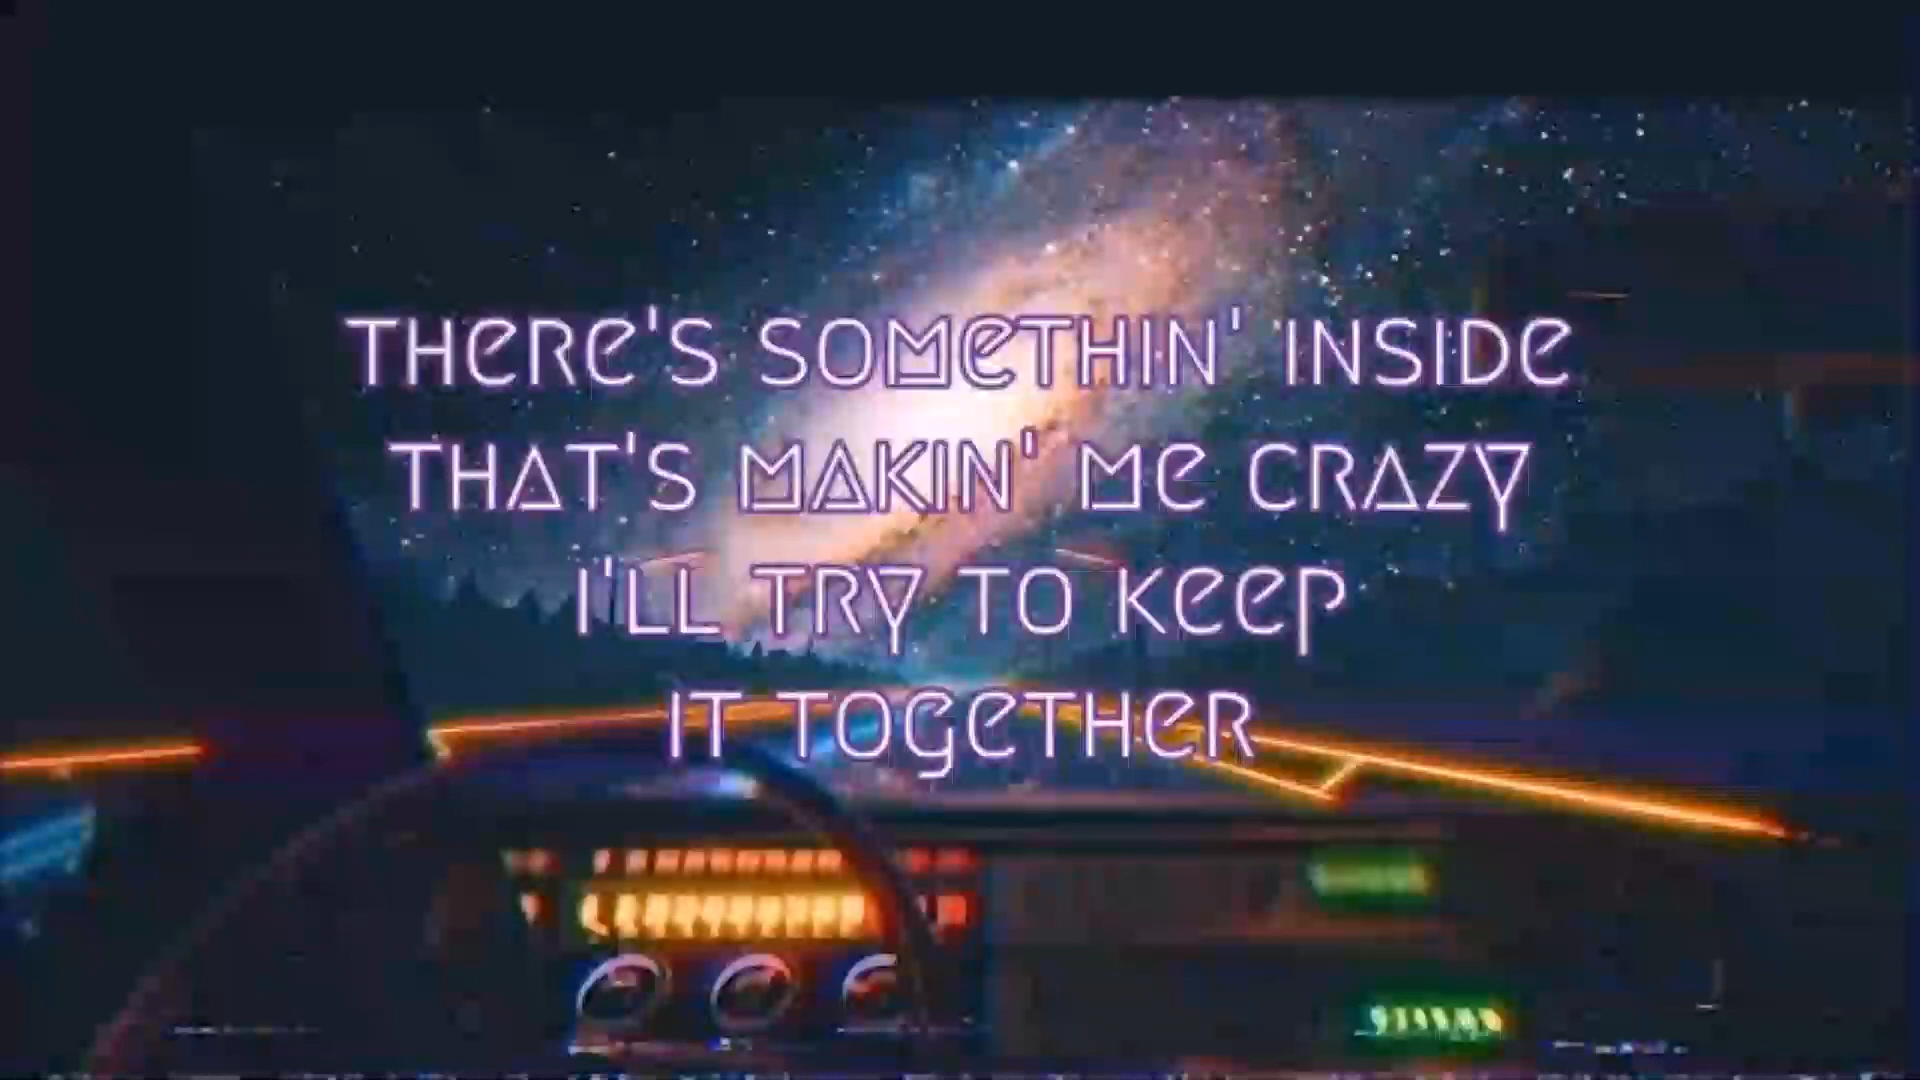 THERE'S SOMETHIN' INSIDE
THAT'S MAKIN' ME CRAZY
I'LL TRY TO KEEP
IT TOGETHER